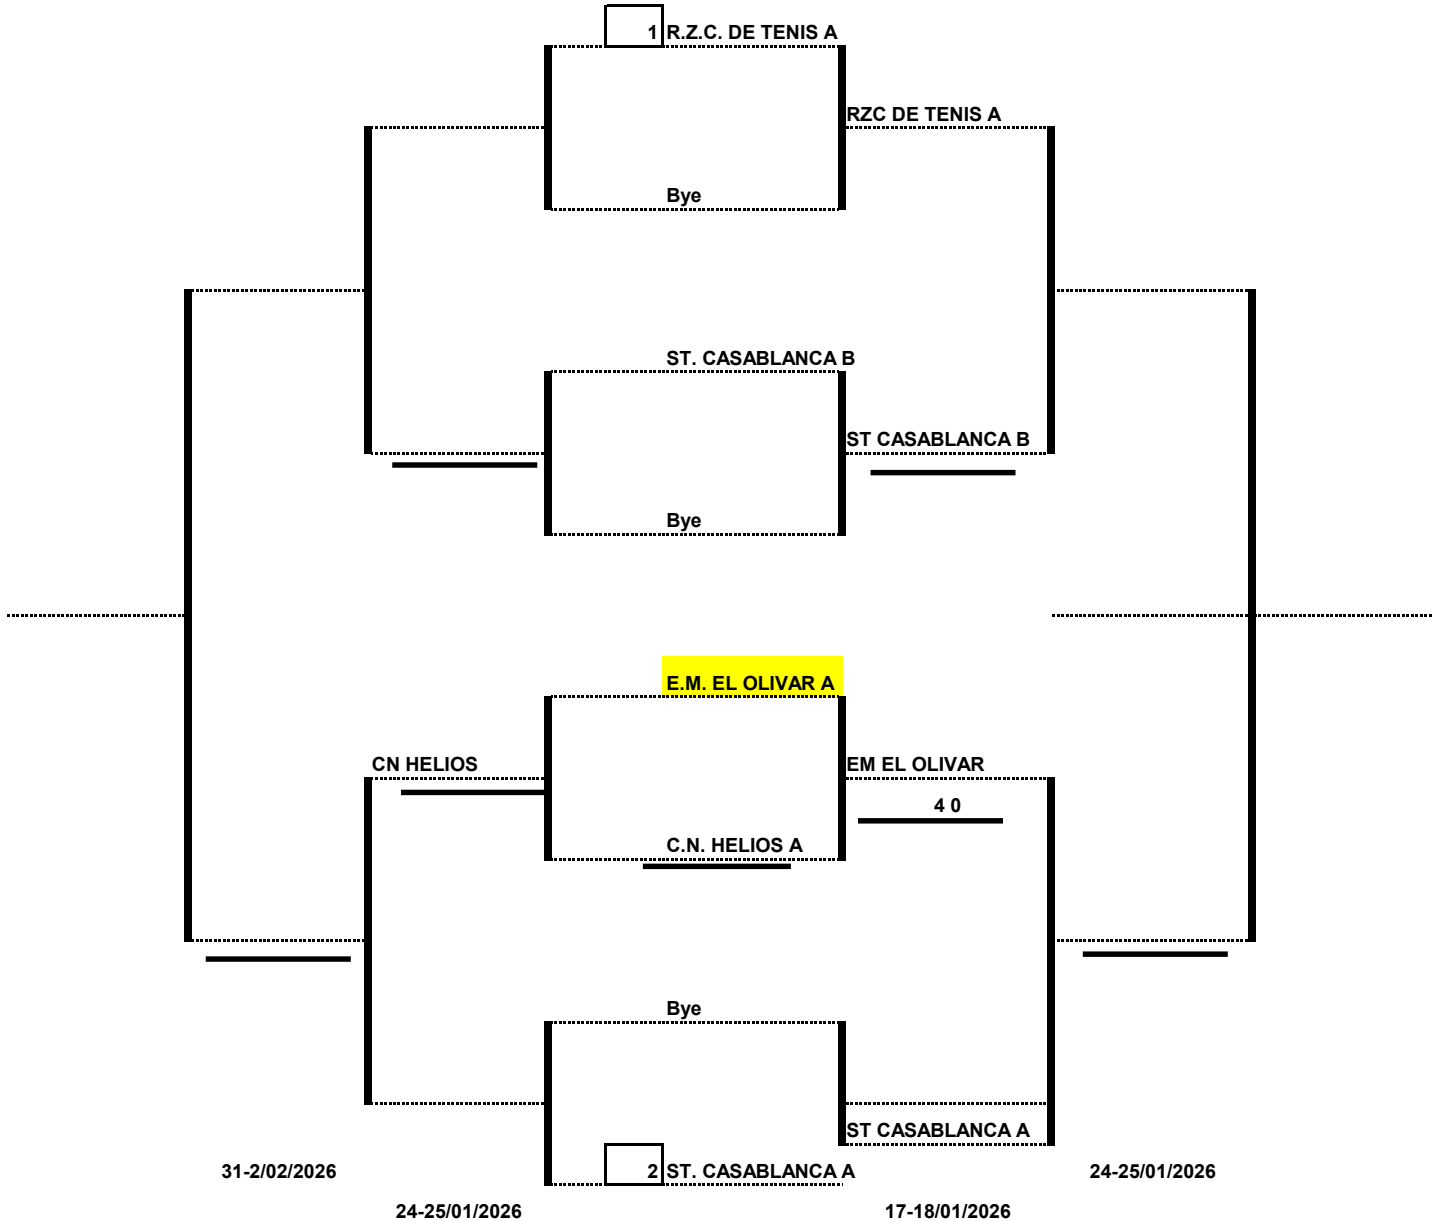 1 R.Z.C. DE TENIS A
RZC DE TENIS A
Bye
ST. CASABLANCA B
ST CASABLANCA B
Bye
E.M. EL OLIVAR A
CN HELIOS
EM EL OLIVAR
4 0
C.N. HELIOS A
Bye
ST CASABLANCA A
31-2/02/2026
2 ST. CASABLANCA A
24-25/01/2026
24-25/01/2026
17-18/01/2026